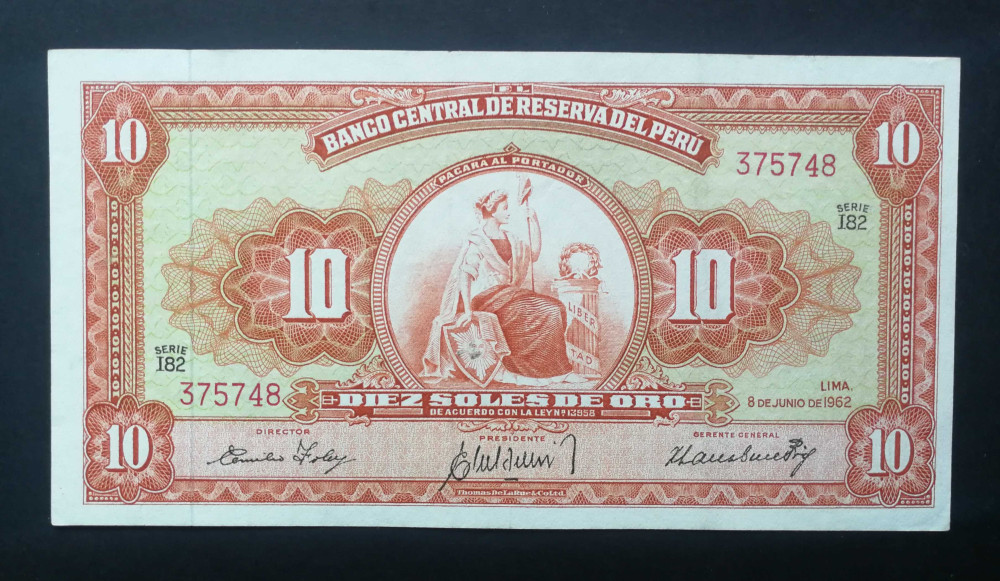 EL
BANCO CENTRAL DE RESERVA DEL PERÚ
10
10
375748
PAGARA AL PORTADOR
SERIE
I82
10
10
LIBER
TAD
SERIE
I82
375748
DIEZ SOLES DE ORO
DE ACUERDO CON LA LEY Nº 13958
LIMA.
8 DE JUNIO DE 1962
10
10
DIRECTOR
PRESIDENTE
GERENTE GENERAL
Thomas De La Rue & Co Ltd.